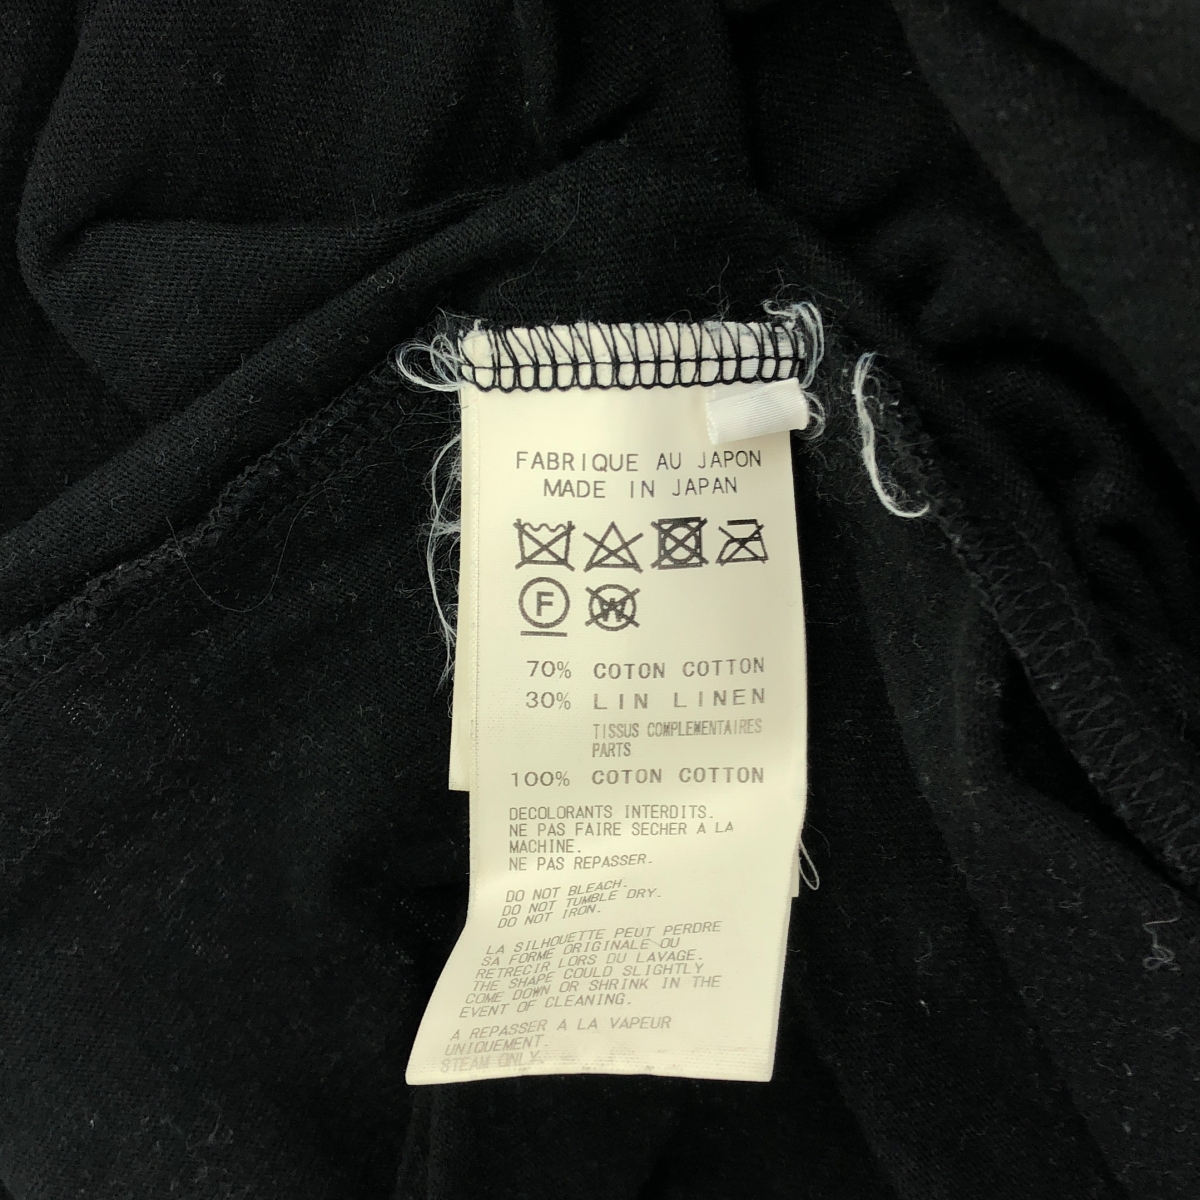 FABRIQUE AU JAPON
MADE IN JAPAN
F W
70% COTON COTTON
30% LIN LINEN
TISSUS COMPLEMENTAIRES
PARTS
100% COTON COTTON
DECOLORANTS INTERDITS.
NE PAS FAIRE SECHER A LA
MACHINE.
NE PAS REPASSER.
DO NOT BLEACH.
DO NOT TUMBLE DRY.
DO NOT IRON.
LA SILHOUETTE PEUT PERDRE
SA FORME ORIGINALE OU
RETRECIR LORS DU LAVAGE.
THE SHAPE COULD SLIGHTLY
COME DOWN OR SHRINK IN THE
EVENT OF CLEANING.
A REPASSER A LA VAPEUR
UNIQUEMENT.
STEAM ONLY.